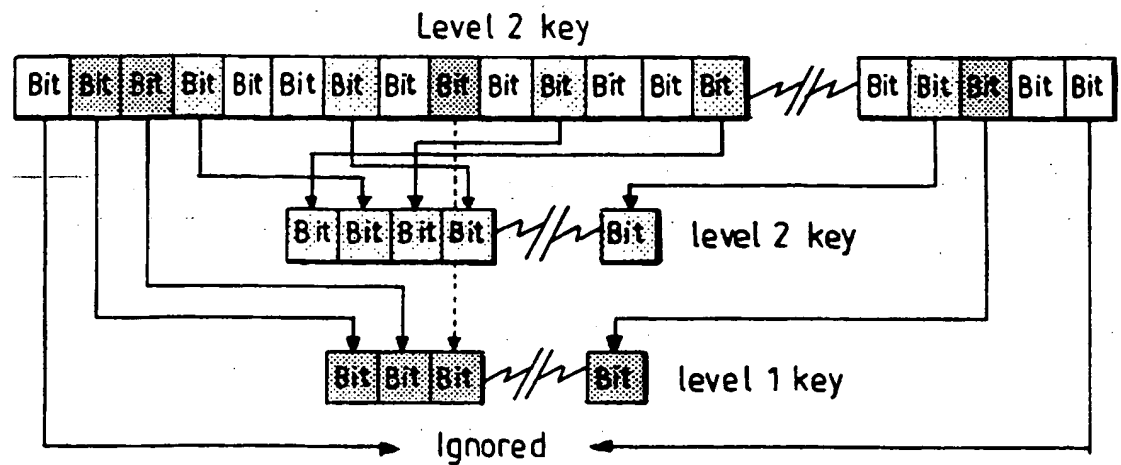 Level 2 key
Bit Bit Bit Bit Bit Bit Bit Bit Bit Bit Bit Bit Bit Bit Bit Bit Bit Bit Bit
Bit Bit Bit Bit Bit level 2 key
Bit Bit Bit Bit level 1 key
Ignored